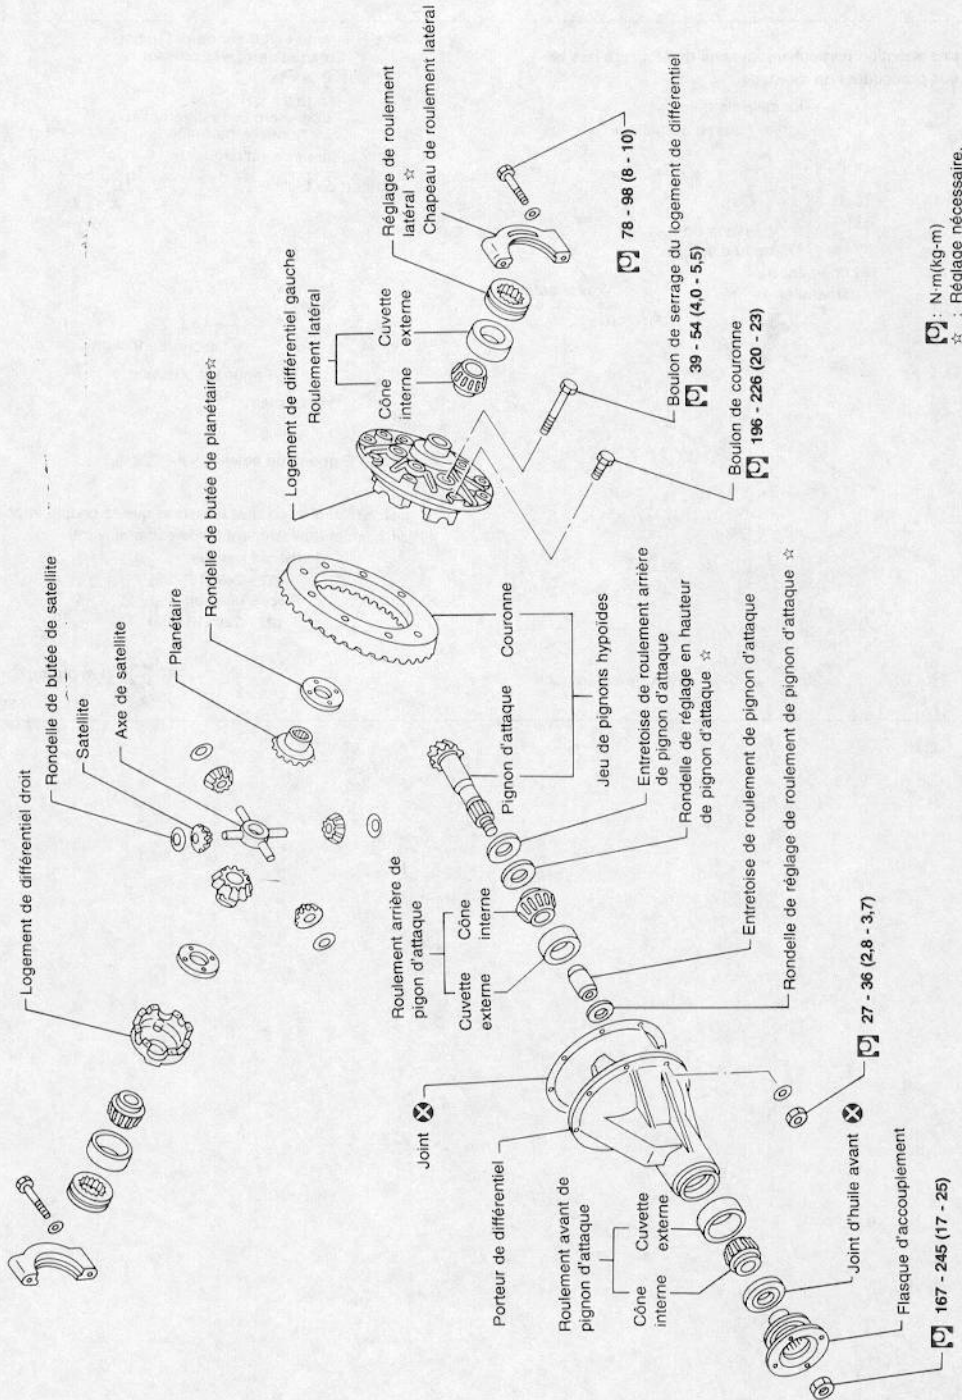 Logement de différentiel droit
Rondelle de butée de satellite
Satellite
Axe de satellite
Planétaire
Rondelle de butée de planétaire☆
Logement de différentiel gauche
Roulement latéral
Cône
interne
Cuvette
externe
Réglage de roulement
latéral ☆
Chapeau de roulement latéral
78 - 98 (8 - 10)
Boulon de serrage du logement de différentiel
39 - 54 (4,0 - 5,5)
Boulon de couronne
196 - 226 (20 - 23)
Roulement arrière de
pigon d'attaque
Cuvette
externe
Cône
interne
Pignon d'attaque
Couronne
Jeu de pignons hypoïdes
Entretoise de roulement arrière
de pignon d'attaque
Rondelle de réglage en hauteur
de pignon d'attaque ☆
Entretoise de roulement de pignon d'attaque
Rondelle de réglage de roulement de pignon d'attaque ☆
Joint
Porteur de différentiel
Roulement avant de
pignon d'attaque
Cône
interne
Cuvette
externe
27 - 36 (2,8 - 3,7)
Joint d'huile avant
Flasque d'accouplement
167 - 245 (17 - 25)
: N·m(kg-m)
☆ : Réglage nécessaire.